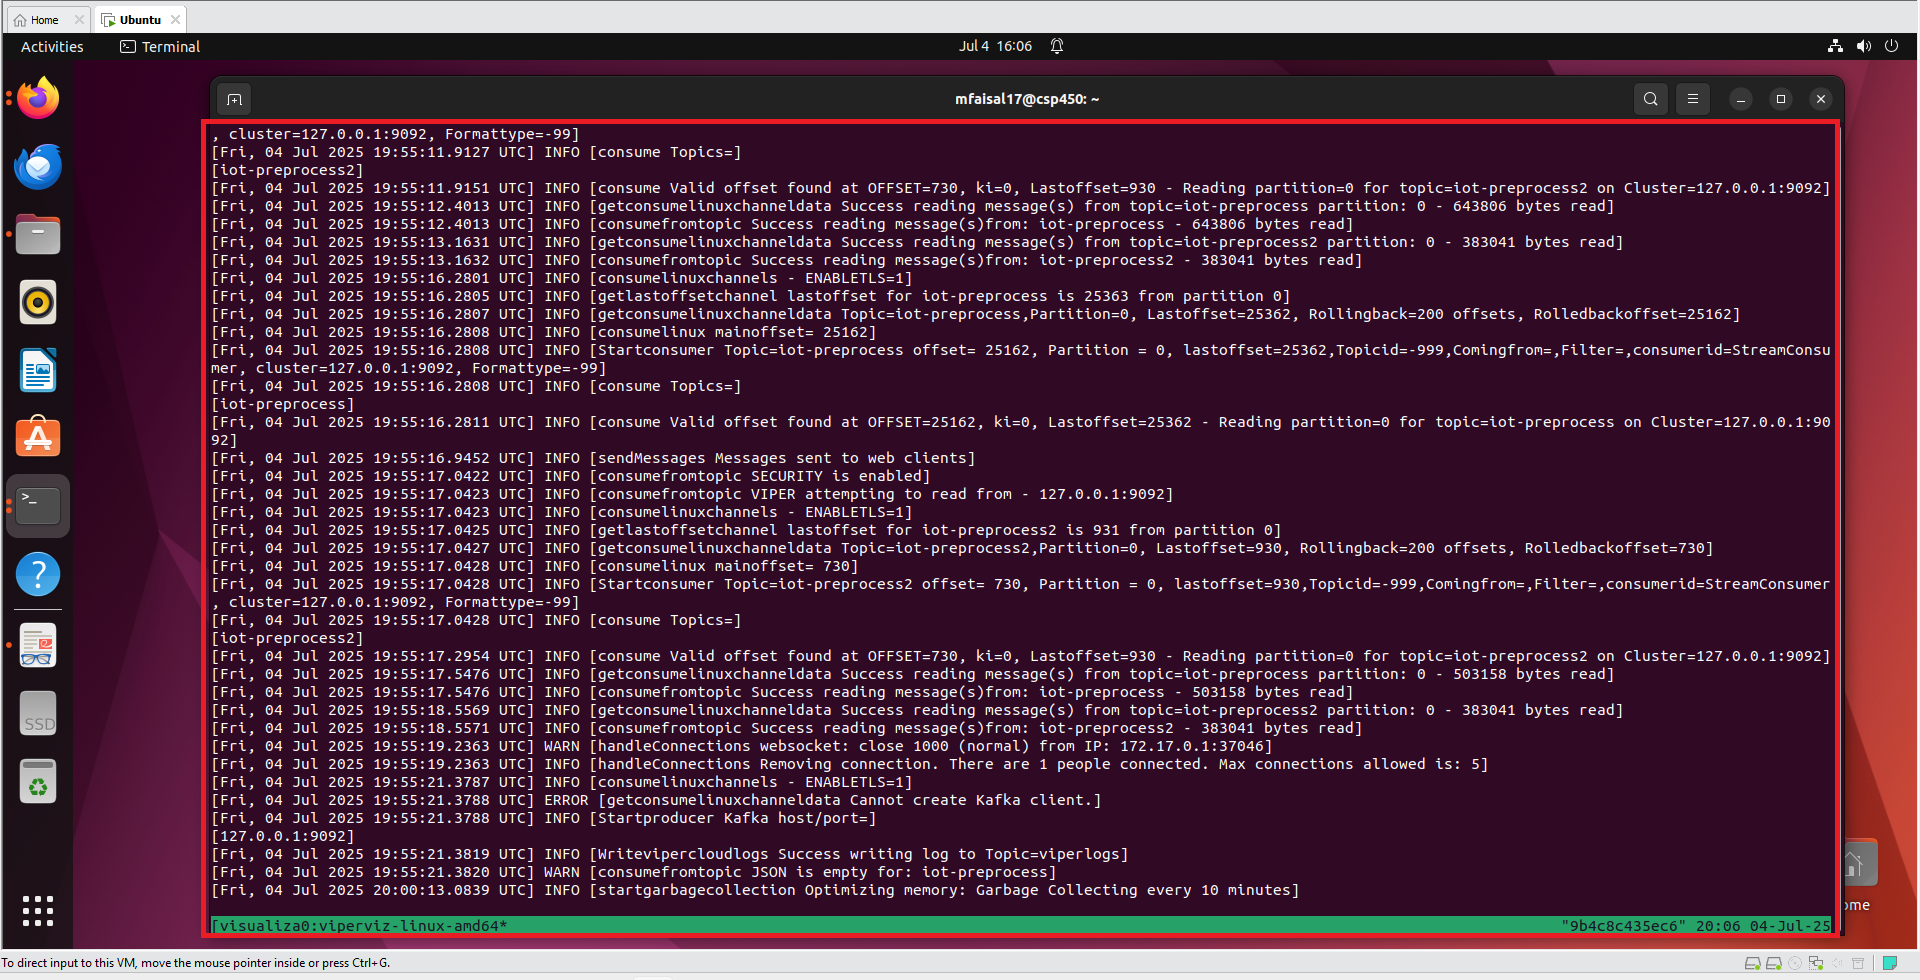 Home
Ubuntu
Activities
Terminal
Jul 4 16:06
mfaisal17@csp450: ~
, cluster=127.0.0.1:9092, Formattype=-99]
[Fri, 04 Jul 2025 19:55:11.9127 UTC] INFO [consume Topics=]
[iot-preprocess2]
[Fri, 04 Jul 2025 19:55:11.9151 UTC] INFO [consume Valid offset found at OFFSET=730, ki=0, Lastoffset=930 - Reading partition=0 for topic=iot-preprocess2 on Cluster=127.0.0.1:9092]
[Fri, 04 Jul 2025 19:55:12.4013 UTC] INFO [getconsumelinuxchanneldata Success reading message(s) from topic=iot-preprocess partition: 0 - 643806 bytes read]
[Fri, 04 Jul 2025 19:55:12.4013 UTC] INFO [consumefromtopic Success reading message(s)from: iot-preprocess - 643806 bytes read]
[Fri, 04 Jul 2025 19:55:13.1631 UTC] INFO [getconsumelinuxchanneldata Success reading message(s) from topic=iot-preprocess2 partition: 0 - 383041 bytes read]
[Fri, 04 Jul 2025 19:55:13.1632 UTC] INFO [consumefromtopic Success reading message(s)from: iot-preprocess2 - 383041 bytes read]
[Fri, 04 Jul 2025 19:55:16.2801 UTC] INFO [consumelinuxchannels - ENABLETLS=1]
[Fri, 04 Jul 2025 19:55:16.2805 UTC] INFO [getlastoffsetchannel lastoffset for iot-preprocess is 25363 from partition 0]
[Fri, 04 Jul 2025 19:55:16.2807 UTC] INFO [getconsumelinuxchanneldata Topic=iot-preprocess,Partition=0, Lastoffset=25362, Rollingback=200 offsets, Rolledbackoffset=25162]
[Fri, 04 Jul 2025 19:55:16.2808 UTC] INFO [consumelinux mainoffset= 25162]
[Fri, 04 Jul 2025 19:55:16.2808 UTC] INFO [Startconsumer Topic=iot-preprocess offset= 25162, Partition = 0, lastoffset=25362,Topicid=-999,Comingfrom=,Filter=,consumerid=StreamConsu
mer, cluster=127.0.0.1:9092, Formattype=-99]
[Fri, 04 Jul 2025 19:55:16.2808 UTC] INFO [consume Topics=]
[iot-preprocess]
[Fri, 04 Jul 2025 19:55:16.2811 UTC] INFO [consume Valid offset found at OFFSET=25162, ki=0, Lastoffset=25362 - Reading partition=0 for topic=iot-preprocess on Cluster=127.0.0.1:90
92]
[Fri, 04 Jul 2025 19:55:16.9452 UTC] INFO [sendMessages Messages sent to web clients]
[Fri, 04 Jul 2025 19:55:17.0422 UTC] INFO [consumefromtopic SECURITY is enabled]
[Fri, 04 Jul 2025 19:55:17.0423 UTC] INFO [consumefromtopic VIPER attempting to read from - 127.0.0.1:9092]
[Fri, 04 Jul 2025 19:55:17.0423 UTC] INFO [consumelinuxchannels - ENABLETLS=1]
[Fri, 04 Jul 2025 19:55:17.0425 UTC] INFO [getlastoffsetchannel lastoffset for iot-preprocess2 is 931 from partition 0]
[Fri, 04 Jul 2025 19:55:17.0427 UTC] INFO [getconsumelinuxchanneldata Topic=iot-preprocess2,Partition=0, Lastoffset=930, Rollingback=200 offsets, Rolledbackoffset=730]
[Fri, 04 Jul 2025 19:55:17.0428 UTC] INFO [consumelinux mainoffset= 730]
[Fri, 04 Jul 2025 19:55:17.0428 UTC] INFO [Startconsumer Topic=iot-preprocess2 offset= 730, Partition = 0, lastoffset=930,Topicid=-999,Comingfrom=,Filter=,consumerid=StreamConsumer
, cluster=127.0.0.1:9092, Formattype=-99]
[Fri, 04 Jul 2025 19:55:17.0428 UTC] INFO [consume Topics=]
[iot-preprocess2]
[Fri, 04 Jul 2025 19:55:17.2954 UTC] INFO [consume Valid offset found at OFFSET=730, ki=0, Lastoffset=930 - Reading partition=0 for topic=iot-preprocess2 on Cluster=127.0.0.1:9092]
[Fri, 04 Jul 2025 19:55:17.5476 UTC] INFO [getconsumelinuxchanneldata Success reading message(s) from topic=iot-preprocess partition: 0 - 503158 bytes read]
[Fri, 04 Jul 2025 19:55:17.5476 UTC] INFO [consumefromtopic Success reading message(s)from: iot-preprocess - 503158 bytes read]
[Fri, 04 Jul 2025 19:55:18.5569 UTC] INFO [getconsumelinuxchanneldata Success reading message(s) from topic=iot-preprocess2 partition: 0 - 383041 bytes read]
[Fri, 04 Jul 2025 19:55:18.5571 UTC] INFO [consumefromtopic Success reading message(s)from: iot-preprocess2 - 383041 bytes read]
[Fri, 04 Jul 2025 19:55:19.2363 UTC] WARN [handleConnections websocket: close 1000 (normal) from IP: 172.17.0.1:37046]
[Fri, 04 Jul 2025 19:55:19.2363 UTC] INFO [handleConnections Removing connection. There are 1 people connected. Max connections allowed is: 5]
[Fri, 04 Jul 2025 19:55:21.3787 UTC] INFO [consumelinuxchannels - ENABLETLS=1]
[Fri, 04 Jul 2025 19:55:21.3788 UTC] ERROR [getconsumelinuxchanneldata Cannot create Kafka client.]
[Fri, 04 Jul 2025 19:55:21.3788 UTC] INFO [Startproducer Kafka host/port=]
[127.0.0.1:9092]
[Fri, 04 Jul 2025 19:55:21.3819 UTC] INFO [Writevipercloudlogs Success writing log to Topic=viperlogs]
[Fri, 04 Jul 2025 19:55:21.3820 UTC] WARN [consumefromtopic JSON is empty for: iot-preprocess]
[Fri, 04 Jul 2025 20:00:13.0839 UTC] INFO [startgarbagecollection Optimizing memory: Garbage Collecting every 10 minutes]
[visualiza0:viperviz-linux-amd64* "9b4c8c435ec6" 20:06 04-Jul-25
SSD
ome
To direct input to this VM, move the mouse pointer inside or press Ctrl+G.